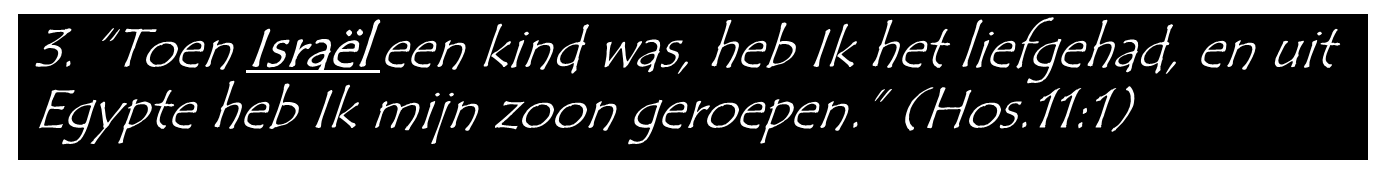 3. “Toen Israël een kind was, heb Ik het liefgehad, en uit
Egypte heb Ik mijn zoon geroepen.” (Hos.11:1)